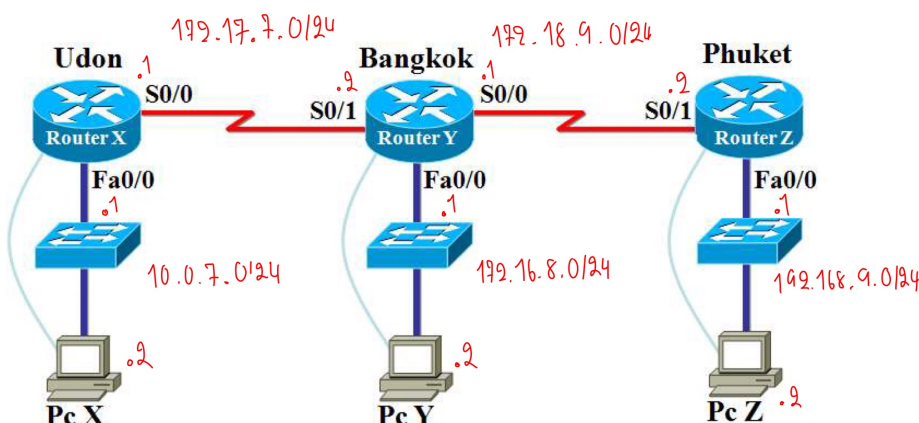 172.17.7.0/24
172.18.9.0/24
Udon
Bangkok
Phuket
.1
.2
.1
.2
S0/0
S0/1
S0/0
S0/1
Router X
Router Y
Router Z
Fa0/0
Fa0/0
Fa0/0
.1
.1
.1
10.0.7.0/24
172.16.8.0/24
192.168.9.0/24
.2
.2
.2
Pc X
Pc Y
Pc Z